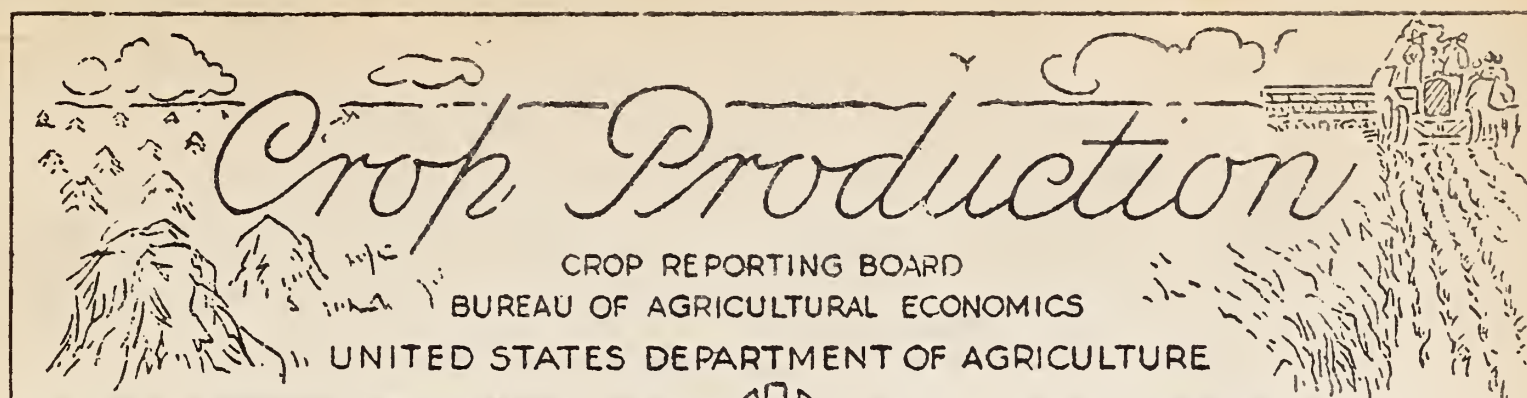 Crop Production
CROP REPORTING BOARD
BUREAU OF AGRICULTURAL ECONOMICS
UNITED STATES DEPARTMENT OF AGRICULTURE